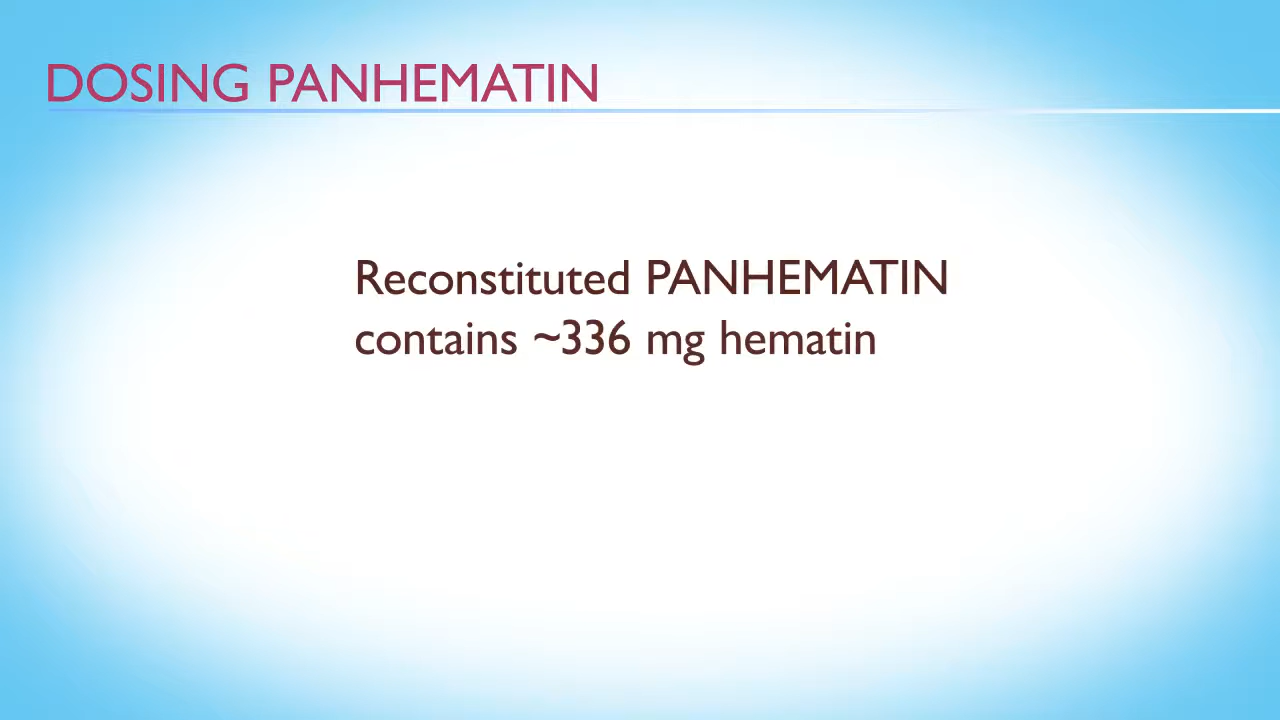 DOSING PANHEMATIN
Reconstituted PANHEMATIN
contains ~336 mg hematin